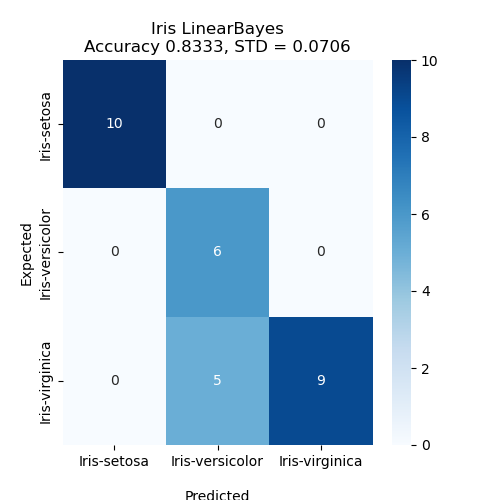 Iris LinearBayes
Accuracy 0.8333, STD = 0.0706
Expected
Iris-setosa
10 0 0
Iris-versicolor
0 6 0
Iris-virginica
0 5 9
Iris-setosa Iris-versicolor Iris-virginica
Predicted
10
8
6
4
2
0